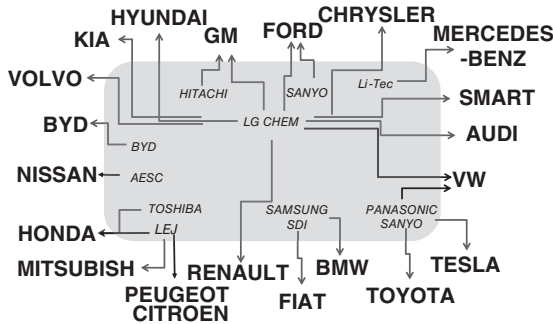 HYUNDAI
CHRYSLER
KIA
GM
FORD
MERCEDES
-BENZ
VOLVO
HITACHI
SANYO
Li-Tec
SMART
BYD
LG CHEM
AUDI
BYD
NISSAN
AESC
VW
TOSHIBA
SAMSUNG
SDI
PANASONIC
SANYO
HONDA
LEJ
MITSUBISH
RENAULT
BMW
TESLA
PEUGEOT
CITROEN
FIAT
TOYOTA